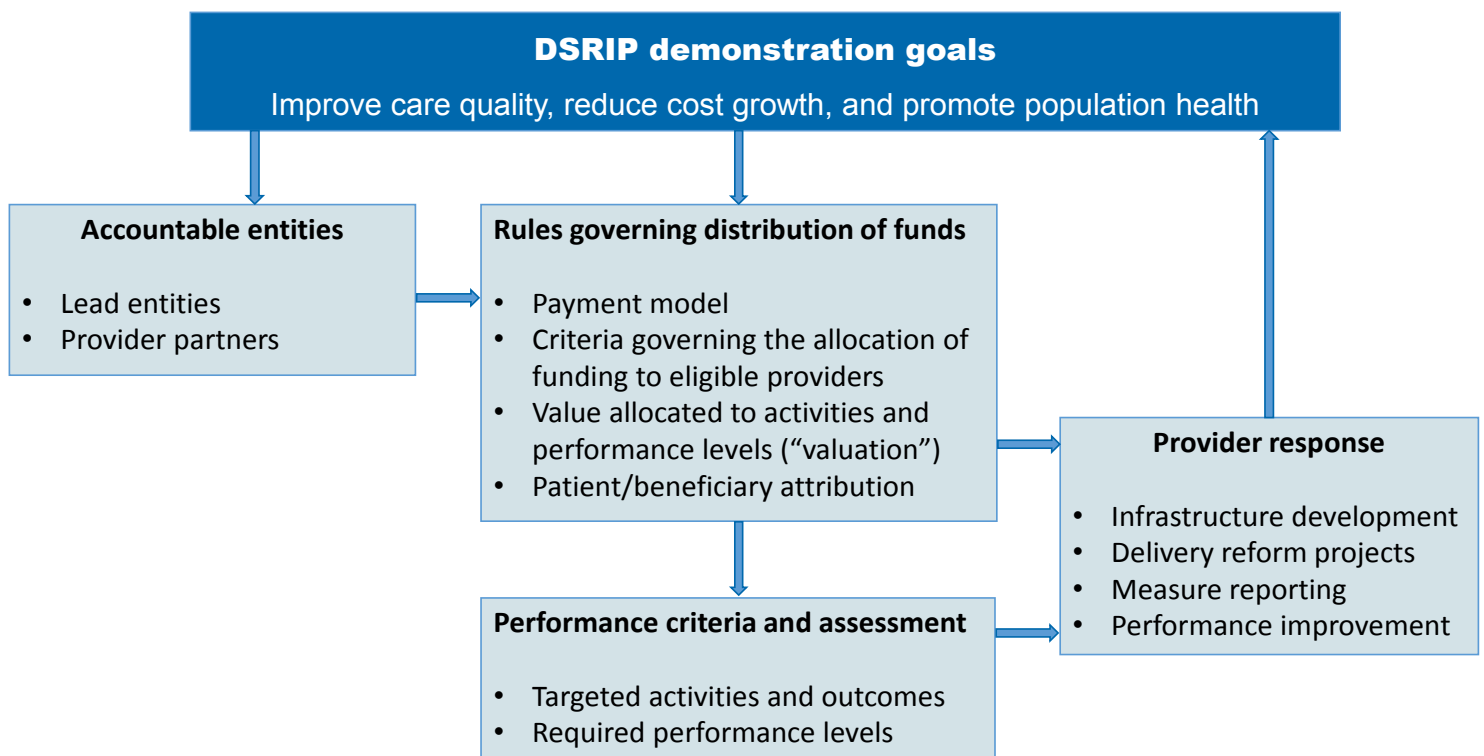 DSRIP demonstration goals
Improve care quality, reduce cost growth, and promote population health
Accountable entities
• Lead entities
• Provider partners
Rules governing distribution of funds
• Payment model
• Criteria governing the allocation of
funding to eligible providers
• Value allocated to activities and
performance levels (“valuation”)
• Patient/beneficiary attribution
Performance criteria and assessment
• Targeted activities and outcomes
• Required performance levels
Provider response
• Infrastructure development
• Delivery reform projects
• Measure reporting
• Performance improvement